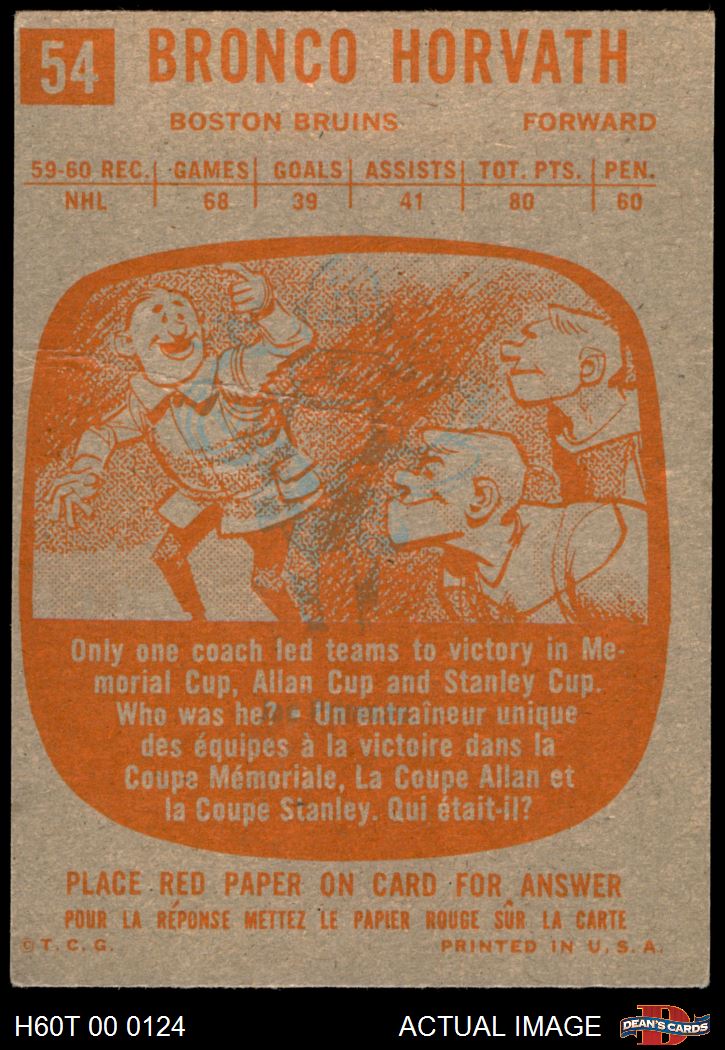 54 BRONCO HORVATH
BOSTON BRUINS FORWARD
59-60 REC. GAMES GOALS ASSISTS TOT. PTS. PEN.
NHL 68 39 41 80 60
Only one coach led teams to victory in Me-
morial Cup, Allan Cup and Stanley Cup.
Who was he? • Un entraîneur unique
des équipes à la victoire dans la
Coupe Mémoriale, La Coupe Allan et
la Coupe Stanley. Qui était-il?
PLACE RED PAPER ON CARD FOR ANSWER
POUR LA RÉPONSE METTEZ LE PAPIER ROUGE SÛR LA CARTE
© T. C. G. PRINTED IN U. S. A.
H60T 00 0124 ACTUAL IMAGE D DEAN'S CARDS